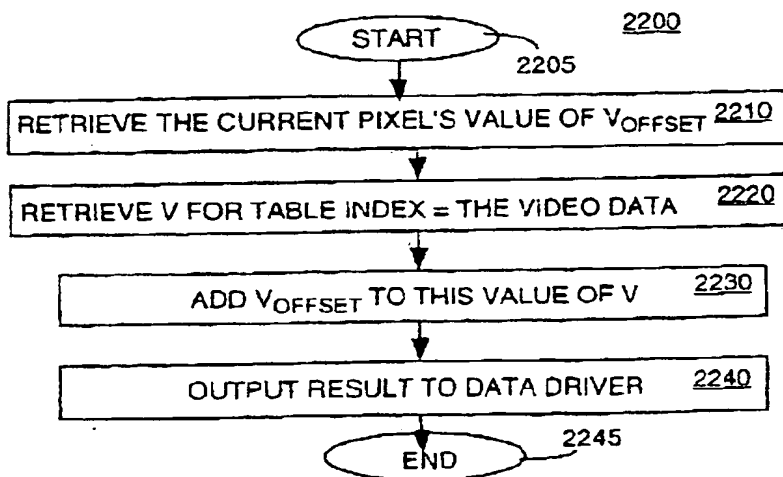 2200
START
2205
RETRIEVE THE CURRENT PIXEL'S VALUE OF VOFFSET 2210
RETRIEVE V FOR TABLE INDEX = THE VIDEO DATA 2220
ADD VOFFSET TO THIS VALUE OF V 2230
OUTPUT RESULT TO DATA DRIVER 2240
END
2245